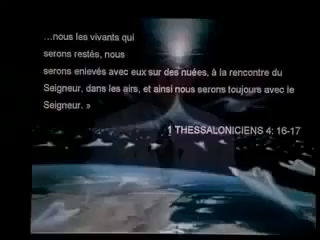 …nous les vivants qui
serons restés, nous
serons enlevés avec eux sur des nuées, à la rencontre du
Seigneur, dans les airs, et ainsi nous serons toujours avec le
Seigneur. »
1 THESSALONICIENS 4: 16-17